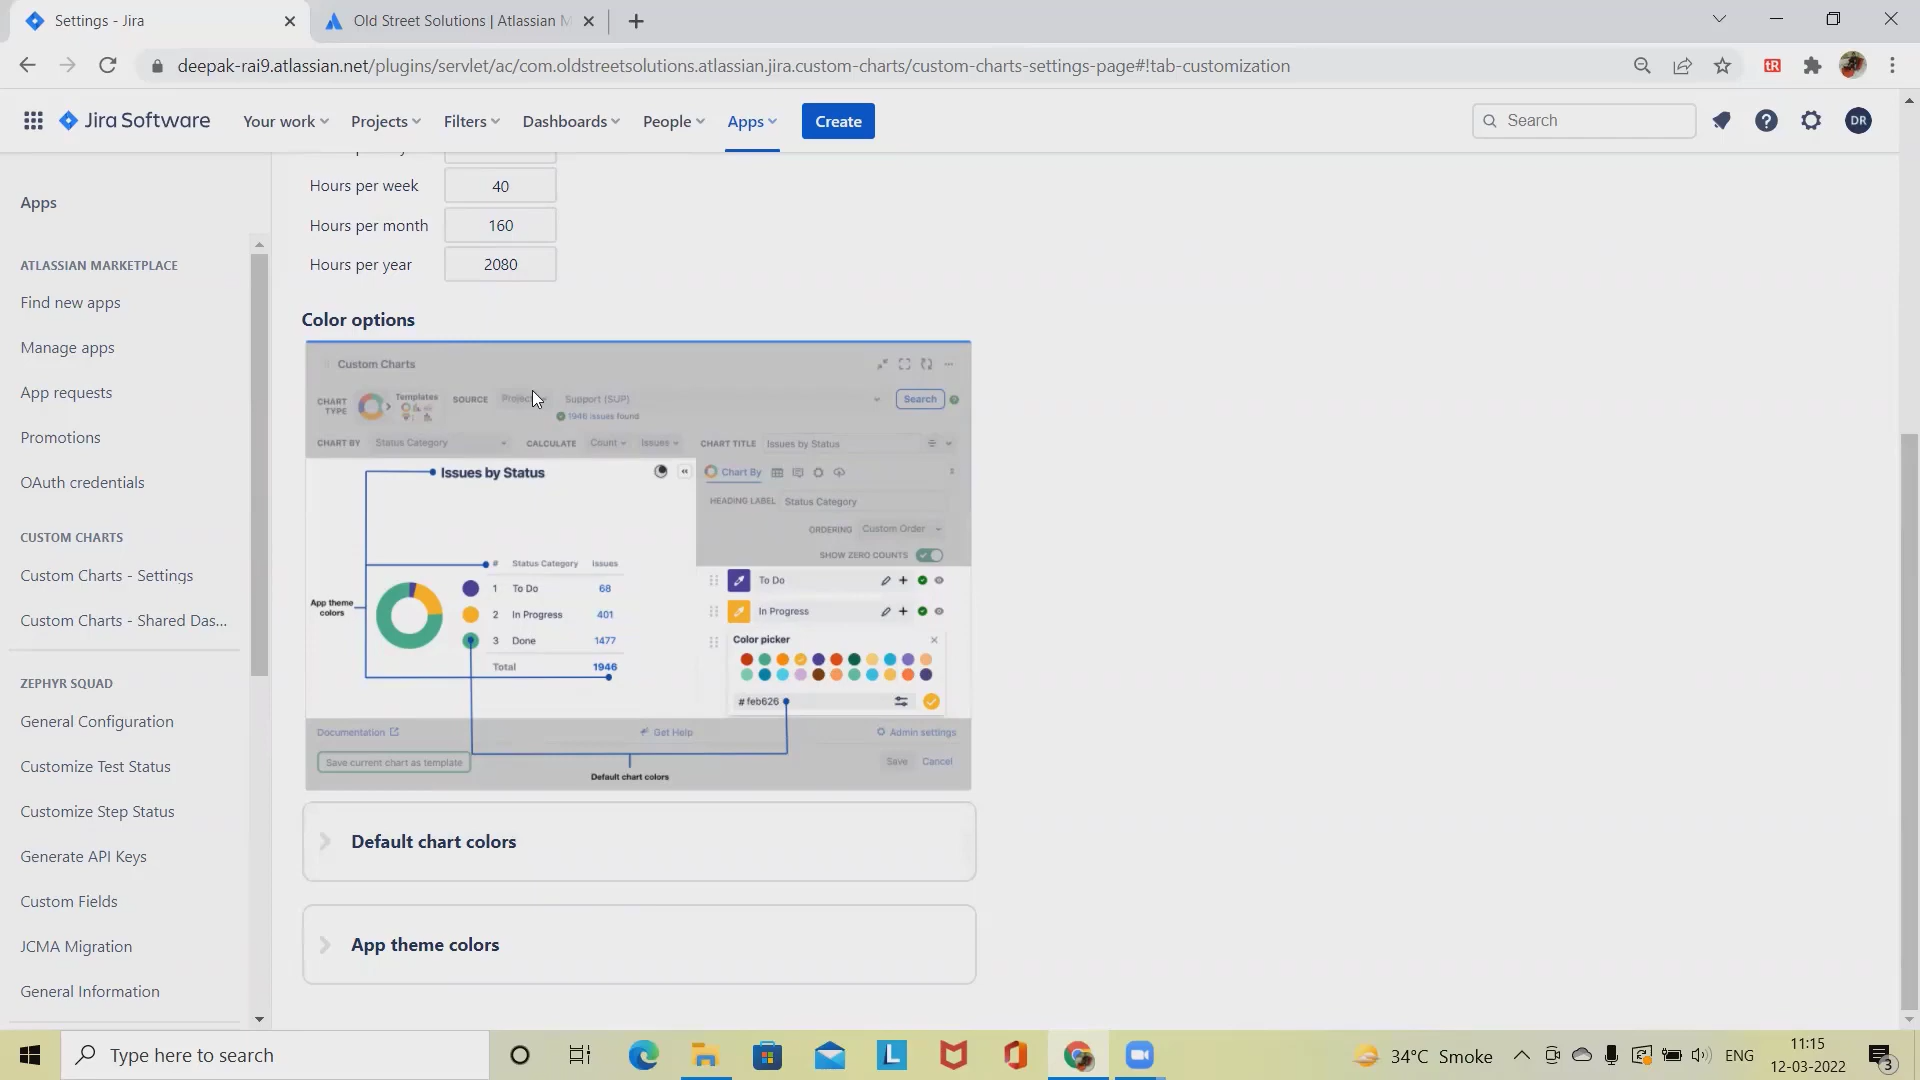 Settings - Jira
Old Street Solutions | Atlassian M
deepak-rai9.atlassian.net/plugins/servlet/ac/com.oldstreetsolutions.atlassian.jira.custom-charts/custom-charts-settings-page#!tab-customization
tR
Jira Software
Your work
Projects
Filters
Dashboards
People
Apps
Create
Search
DR
Apps
ATLASSIAN MARKETPLACE
Find new apps
Manage apps
App requests
Promotions
OAuth credentials
CUSTOM CHARTS
Custom Charts - Settings
Custom Charts - Shared Das...
ZEPHYR SQUAD
General Configuration
Customize Test Status
Customize Step Status
Generate API Keys
Custom Fields
JCMA Migration
General Information
Hours per week 40
Hours per month 160
Hours per year 2080
Color options
Custom Charts
CHART TYPE
Templates
SOURCE
Project
Support (SUP)
Search
1946 issues found
CHART BY Status Category
CALCULATE Count Issues
CHART TITLE Issues by Status
Issues by Status
Chart By
HEADING LABEL Status Category
ORDERING Custom Order
SHOW ZERO COUNTS
# Status Category Issues
1 To Do 68
2 In Progress 401
3 Done 1477
Total 1946
App theme
colors
To Do
In Progress
Color picker
#feb626
Documentation
Get Help
Admin settings
Save current chart as template
Save
Cancel
Default chart colors
Default chart colors
App theme colors
Type here to search
34°C Smoke
ENG
11:15
12-03-2022
3